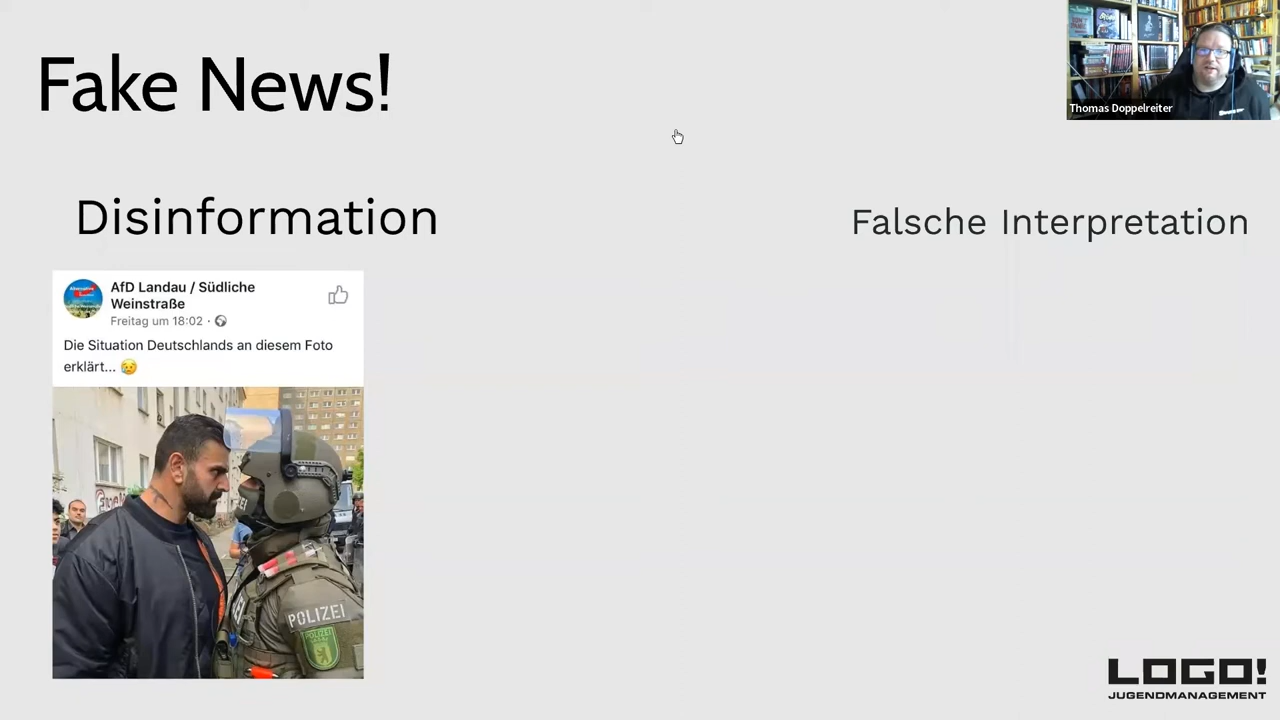 Fake News!
Thomas Doppelreiter
Disinformation
Falsche Interpretation
AfD Landau / Südliche
Weinstraße
Freitag um 18:02 ·
Die Situation Deutschlands an diesem Foto
erklärt... 😥
POLIZEI
POLIZEI
LOGO!
JUGENDMANAGEMENT